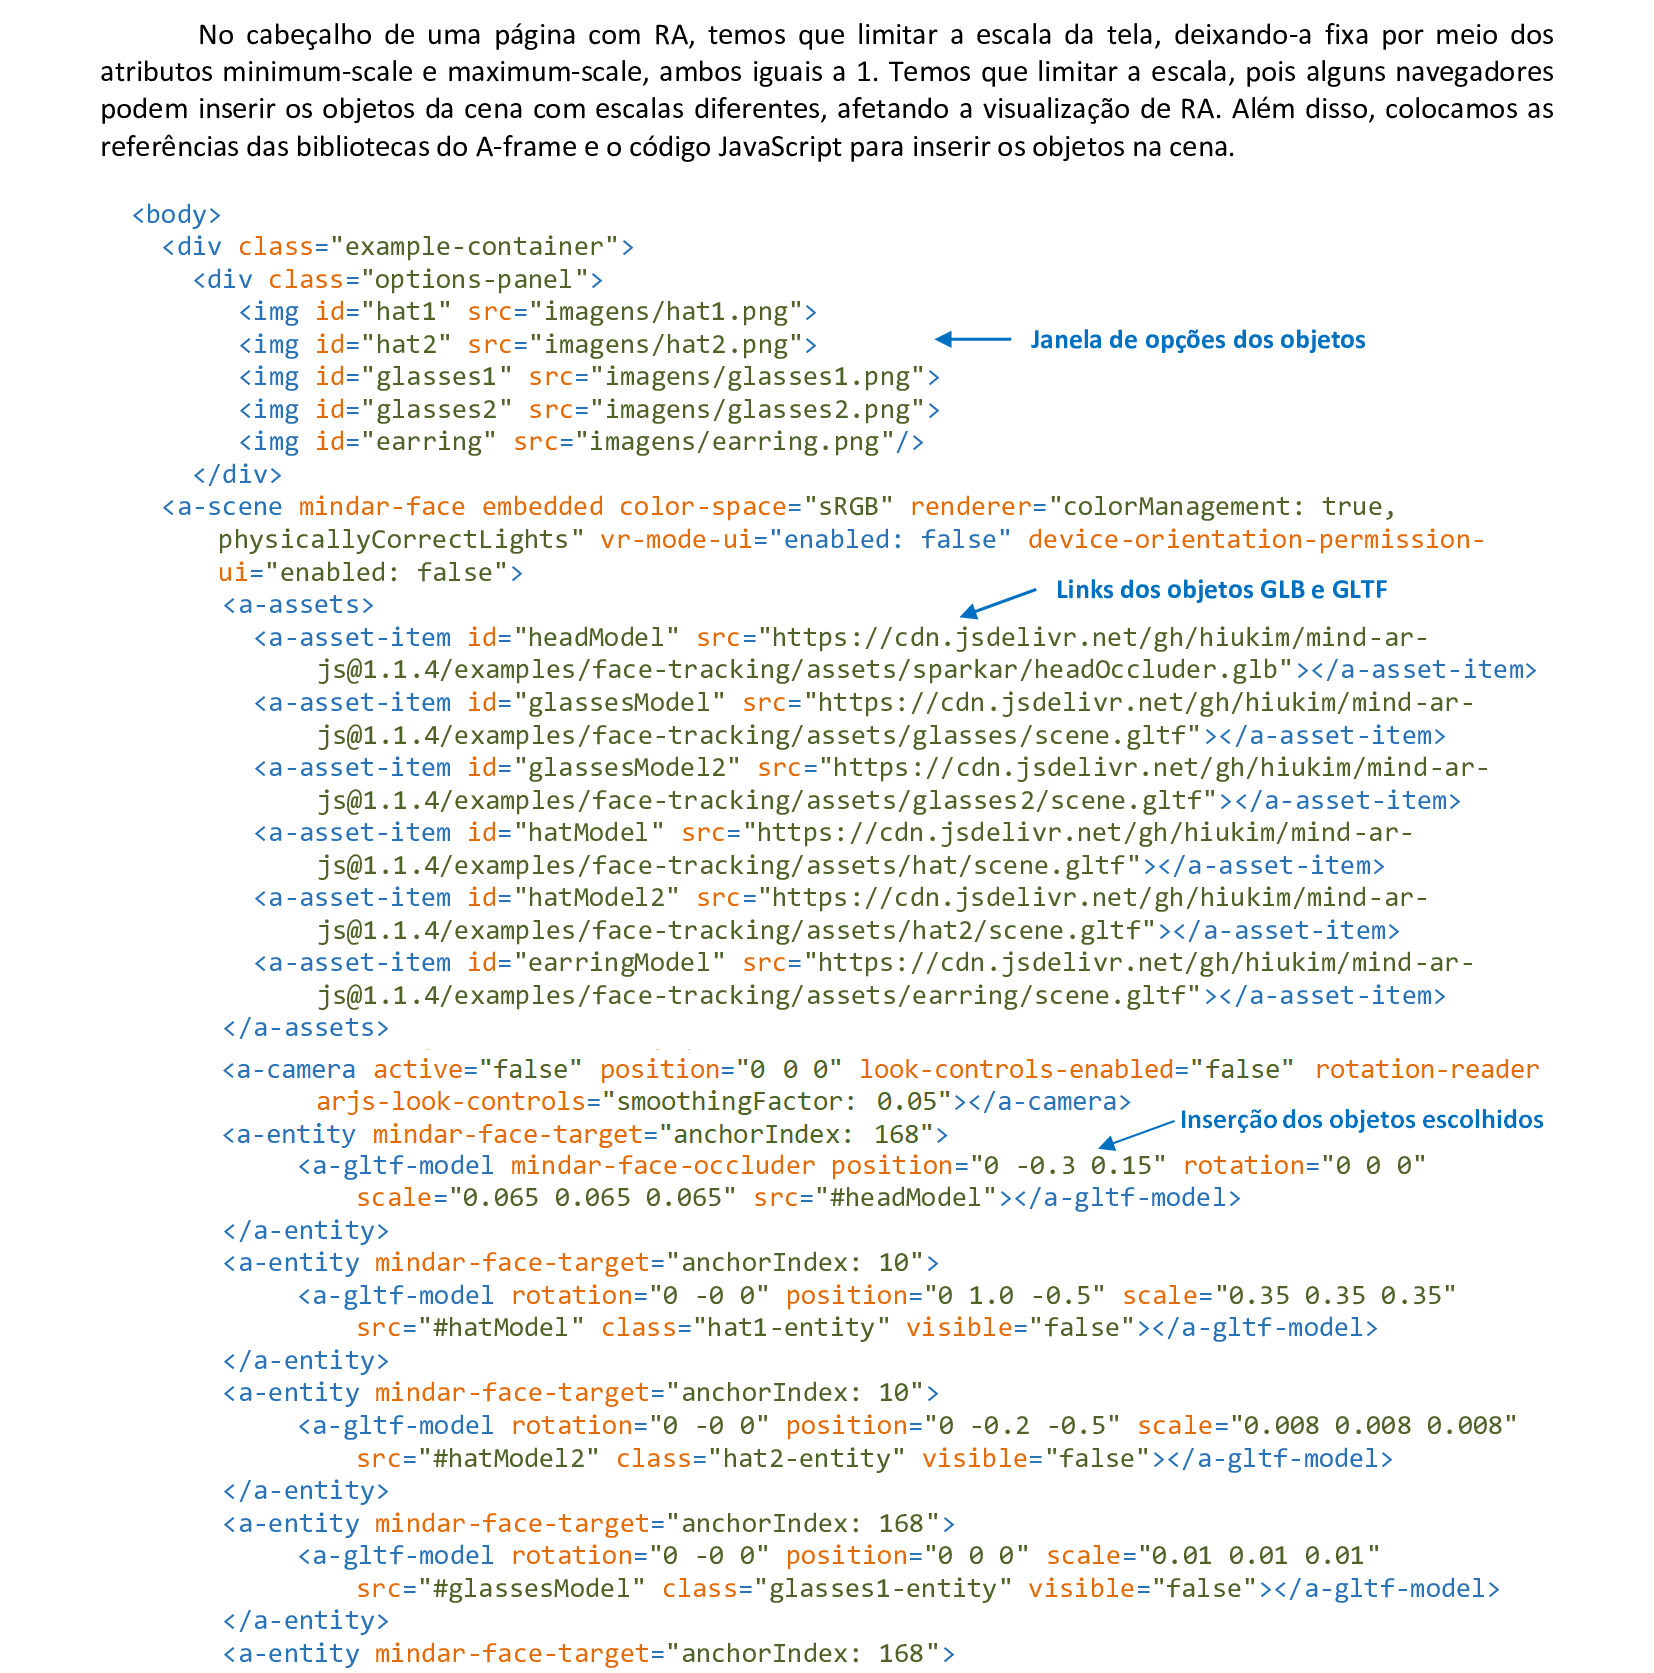 No cabeçalho de uma página com RA, temos que limitar a escala da tela, deixando-a fixa por meio dos
atributos minimum-scale e maximum-scale, ambos iguais a 1. Temos que limitar a escala, pois alguns navegadores
podem inserir os objetos da cena com escalas diferentes, afetando a visualização de RA. Além disso, colocamos as
referências das bibliotecas do A-frame e o código JavaScript para inserir os objetos na cena.
<body>
<div class="example-container">
<div class="options-panel">
<img id="hat1" src="imagens/hat1.png">
<img id="hat2" src="imagens/hat2.png">
Janela de opções dos objetos
<img id="glasses1" src="imagens/glasses1.png">
<img id="glasses2" src="imagens/glasses2.png">
<img id="earring" src="imagens/earring.png"/>
</div>
<a-scene mindar-face embedded color-space="sRGB" renderer="colorManagement: true,
physicallyCorrectLights" vr-mode-ui="enabled: false" device-orientation-permission-
ui="enabled: false">
Links dos objetos GLB e GLTF
<a-assets>
<a-asset-item id="headModel" src="https://cdn.jsdelivr.net/gh/hiukim/mind-ar-
js@1.1.4/examples/face-tracking/assets/sparkar/headOccluder.glb"></a-asset-item>
<a-asset-item id="glassesModel" src="https://cdn.jsdelivr.net/gh/hiukim/mind-ar-
js@1.1.4/examples/face-tracking/assets/glasses/scene.gltf"></a-asset-item>
<a-asset-item id="glassesModel2" src="https://cdn.jsdelivr.net/gh/hiukim/mind-ar-
js@1.1.4/examples/face-tracking/assets/glasses2/scene.gltf"></a-asset-item>
<a-asset-item id="hatModel" src="https://cdn.jsdelivr.net/gh/hiukim/mind-ar-
js@1.1.4/examples/face-tracking/assets/hat/scene.gltf"></a-asset-item>
<a-asset-item id="hatModel2" src="https://cdn.jsdelivr.net/gh/hiukim/mind-ar-
js@1.1.4/examples/face-tracking/assets/hat2/scene.gltf"></a-asset-item>
<a-asset-item id="earringModel" src="https://cdn.jsdelivr.net/gh/hiukim/mind-ar-
js@1.1.4/examples/face-tracking/assets/earring/scene.gltf"></a-asset-item>
</a-assets>
<a-camera active="false" position="0 0 0" look-controls-enabled="false" rotation-reader
arjs-look-controls="smoothingFactor: 0.05"></a-camera>
Inserção dos objetos escolhidos
<a-entity mindar-face-target="anchorIndex: 168">
<a-gltf-model mindar-face-occluder position="0 -0.3 0.15" rotation="0 0 0"
scale="0.065 0.065 0.065" src="#headModel"></a-gltf-model>
</a-entity>
<a-entity mindar-face-target="anchorIndex: 10">
<a-gltf-model rotation="0 -0 0" position="0 1.0 -0.5" scale="0.35 0.35 0.35"
src="#hatModel" class="hat1-entity" visible="false"></a-gltf-model>
</a-entity>
<a-entity mindar-face-target="anchorIndex: 10">
<a-gltf-model rotation="0 -0 0" position="0 -0.2 -0.5" scale="0.008 0.008 0.008"
src="#hatModel2" class="hat2-entity" visible="false"></a-gltf-model>
</a-entity>
<a-entity mindar-face-target="anchorIndex: 168">
<a-gltf-model rotation="0 -0 0" position="0 0 0" scale="0.01 0.01 0.01"
src="#glassesModel" class="glasses1-entity" visible="false"></a-gltf-model>
</a-entity>
<a-entity mindar-face-target="anchorIndex: 168">